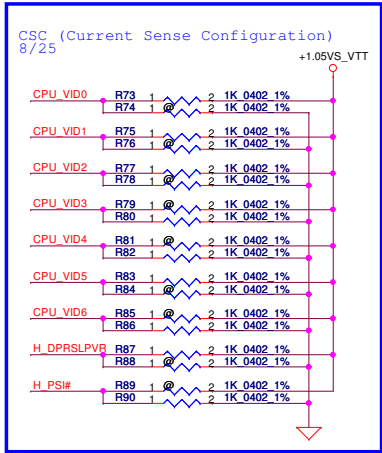 CSC (Current Sense Configuration)
8/25
+1.05VS_VTT
CPU_VID0 R73 1 2 1K_0402_1%
R74 1 @ 2 1K_0402_1%
CPU_VID1 R75 1 2 1K_0402_1%
R76 1 @ 2 1K_0402_1%
CPU_VID2 R77 1 2 1K_0402_1%
R78 1 @ 2 1K_0402_1%
CPU_VID3 R79 1 @ 2 1K_0402_1%
R80 1 2 1K_0402_1%
CPU_VID4 R81 1 @ 2 1K_0402_1%
R82 1 2 1K_0402_1%
CPU_VID5 R83 1 2 1K_0402_1%
R84 1 @ 2 1K_0402_1%
CPU_VID6 R85 1 @ 2 1K_0402_1%
R86 1 2 1K_0402_1%
H_DPRSLPVR R87 1 2 1K_0402_1%
R88 1 @ 2 1K_0402_1%
H_PSI# R89 1 @ 2 1K_0402_1%
R90 1 2 1K_0402_1%